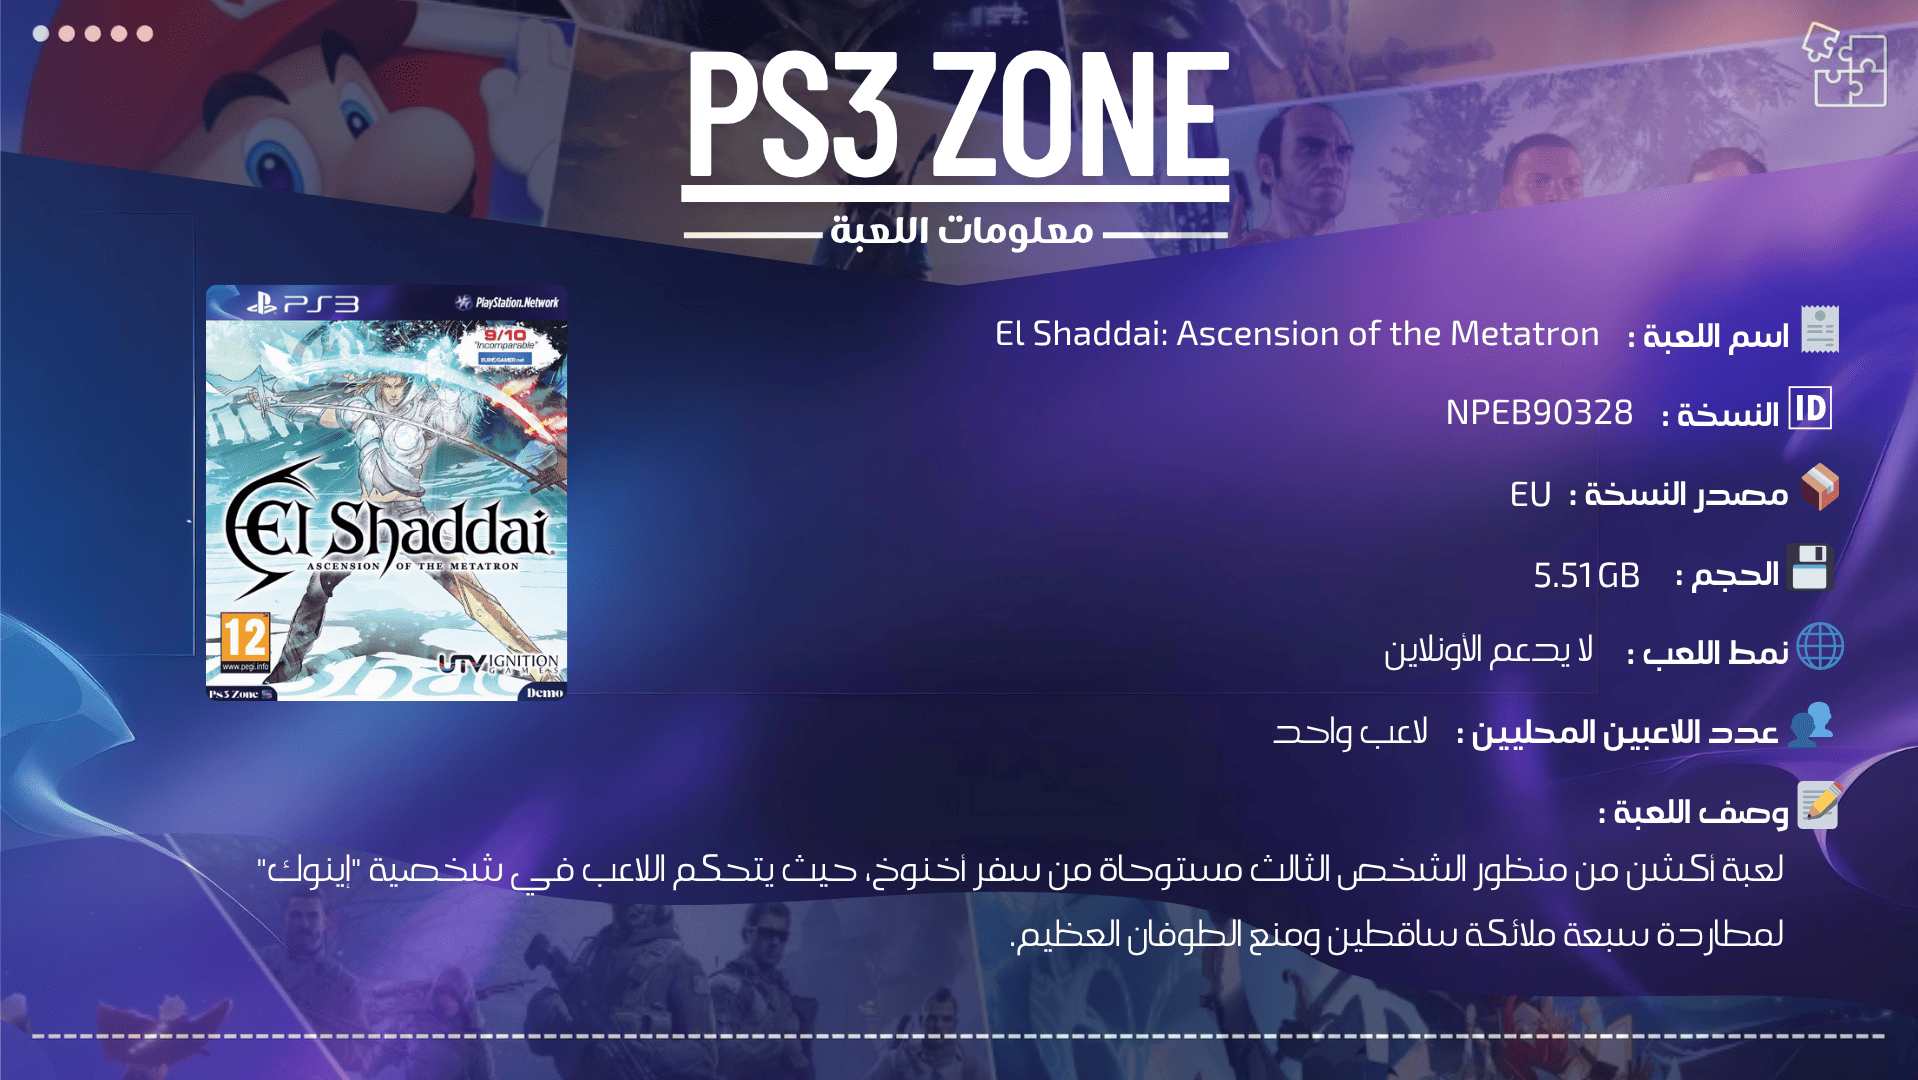 PS3 ZONE
معلومات اللعبة
PS3 PlayStation.Network
9/10
"Incomparable"
EUROGAMER.net
El Shaddai
ASCENSION OF THE METATRON
12
www.pegi.info
UTV IGNITION
GAMES
Ps3 Zone
Demo
اسم اللعبة : El Shaddai: Ascension of the Metatron
ID النسخة : NPEB90328
مصدر النسخة : EU
الحجم : 5.51GB
نمط اللعب : لا يدعم الأونلاين
عدد اللاعبين المحليين : لاعب واحد
وصف اللعبة :
لعبة أكشن من منظور الشخص الثالث مستوحاة من سفر أخنوخ، حيث يتحكم اللاعب في شخصية "إينوك"
لمطاردة سبعة ملائكة ساقطين ومنع الطوفان العظيم.